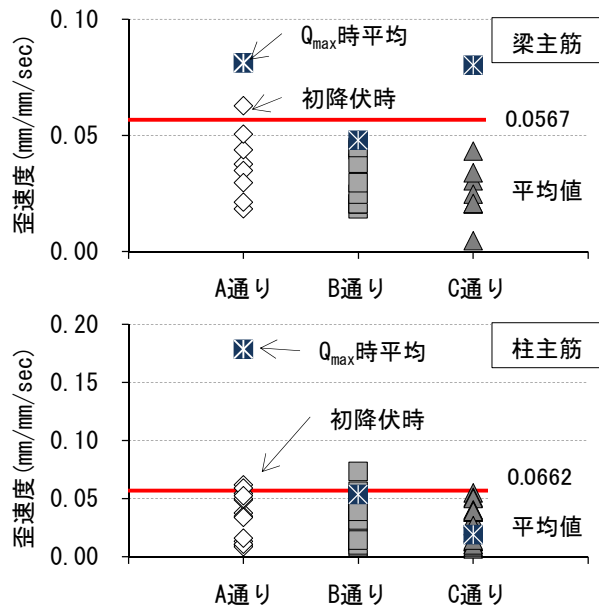 梁主筋
Qmax時平均
初降伏時
0.0567
平均値
歪速度(mm/mm/sec)
0.10
0.05
0.00
A通り B通り C通り
柱主筋
Qmax時平均
初降伏時
0.0662
平均値
歪速度(mm/mm/sec)
0.20
0.15
0.10
0.05
0.00
A通り B通り C通り